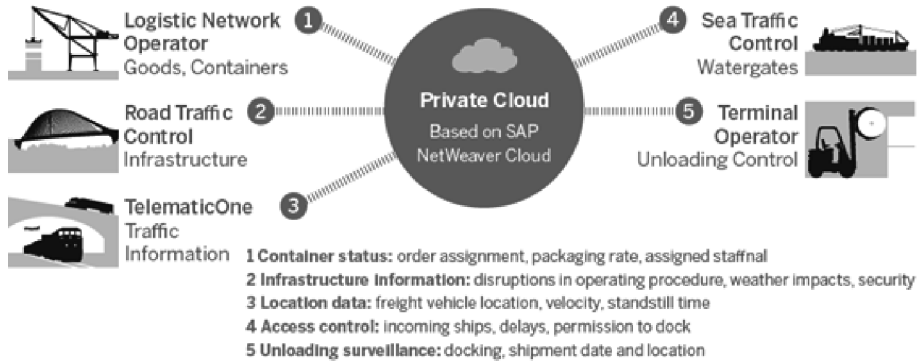 Logistic Network
Operator
Goods, Containers
1
Road Traffic
Control
Infrastructure
2
TelematicOne
Traffic
Information
3
Private Cloud
Based on SAP
NetWeaver Cloud
4
Sea Traffic
Control
Watergates
5
Terminal
Operator
Unloading Control
1 Container status: order assignment, packaging rate, assigned staffnal
2 Infrastructure information: disruptions in operating procedure, weather impacts, security
3 Location data: freight vehicle location, velocity, standstill time
4 Access control: incoming ships, delays, permission to dock
5 Unloading surveillance: docking, shipment date and location